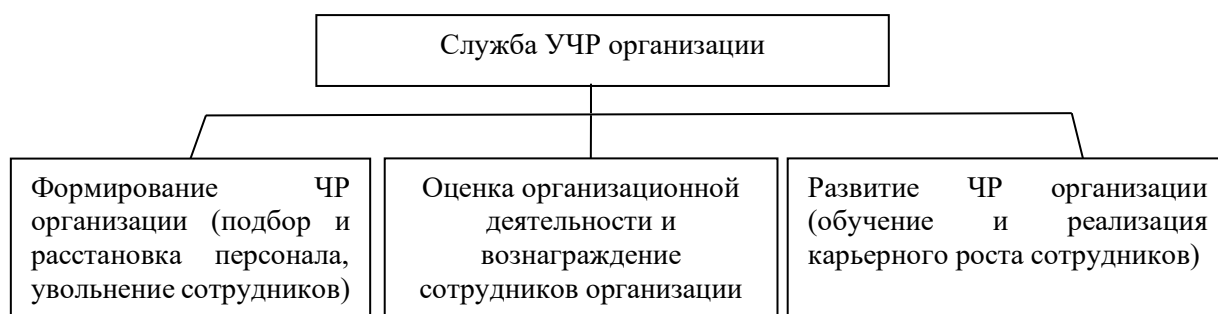 Служба УЧР организации
Формирование ЧР
организации (подбор и
расстановка персонала,
увольнение сотрудников)
Оценка организационной
деятельности и
вознаграждение
сотрудников организации
Развитие ЧР организации
(обучение и реализация
карьерного роста сотрудников)